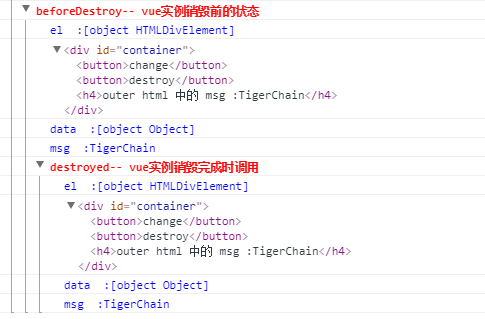 beforeDestroy-- vue实例销毁前的状态
el :[object HTMLDivElement]
<div id="container">
<button>change</button>
<button>destroy</button>
<h4>outer html 中的 msg :TigerChain</h4>
</div>
data :[object Object]
msg :TigerChain
destroyed-- vue实例销毁完成时调用
el :[object HTMLDivElement]
<div id="container">
<button>change</button>
<button>destroy</button>
<h4>outer html 中的 msg :TigerChain</h4>
</div>
data :[object Object]
msg :TigerChain